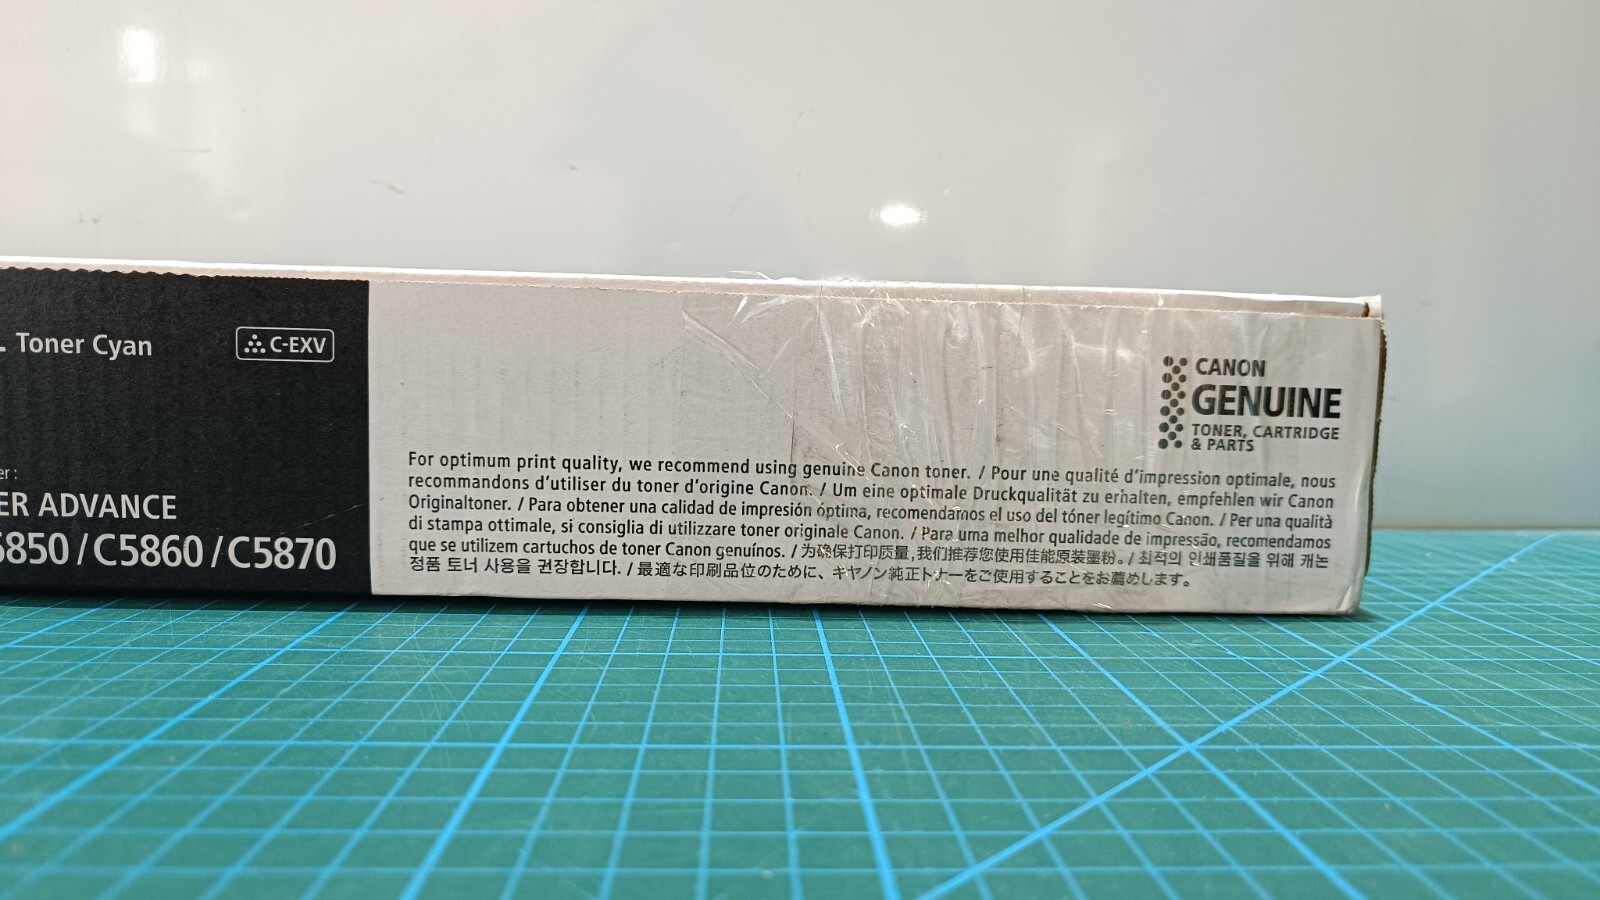 Toner Cyan
C-EXV
ER ADVANCE
5850 / C5860 / C5870
CANON
GENUINE
TONER, CARTRIDGE
& PARTS
For optimum print quality, we recommend using genuine Canon toner. / Pour une qualité d'impression optimale, nous
recommandons d'utiliser du toner d'origine Canon. / Um eine optimale Druckqualität zu erhalten, empfehlen wir Canon
Originaltoner. / Para obtener una calidad de impresión óptima, recomendamos el uso del tóner legítimo Canon. / Per una qualità
di stampa ottimale, si consiglia di utilizzare toner originale Canon. / Para uma melhor qualidade de impressão, recomendamos
que se utilizem cartuchos de toner Canon genuínos. / 为确保打印质量,我们推荐您使用佳能原装墨粉。/ 최적의 인쇄품질을 위해 캐논
정품 토너 사용을 권장합니다. / 最適な印刷品位のために、キヤノン純正トナーをご使用することをお薦めします。